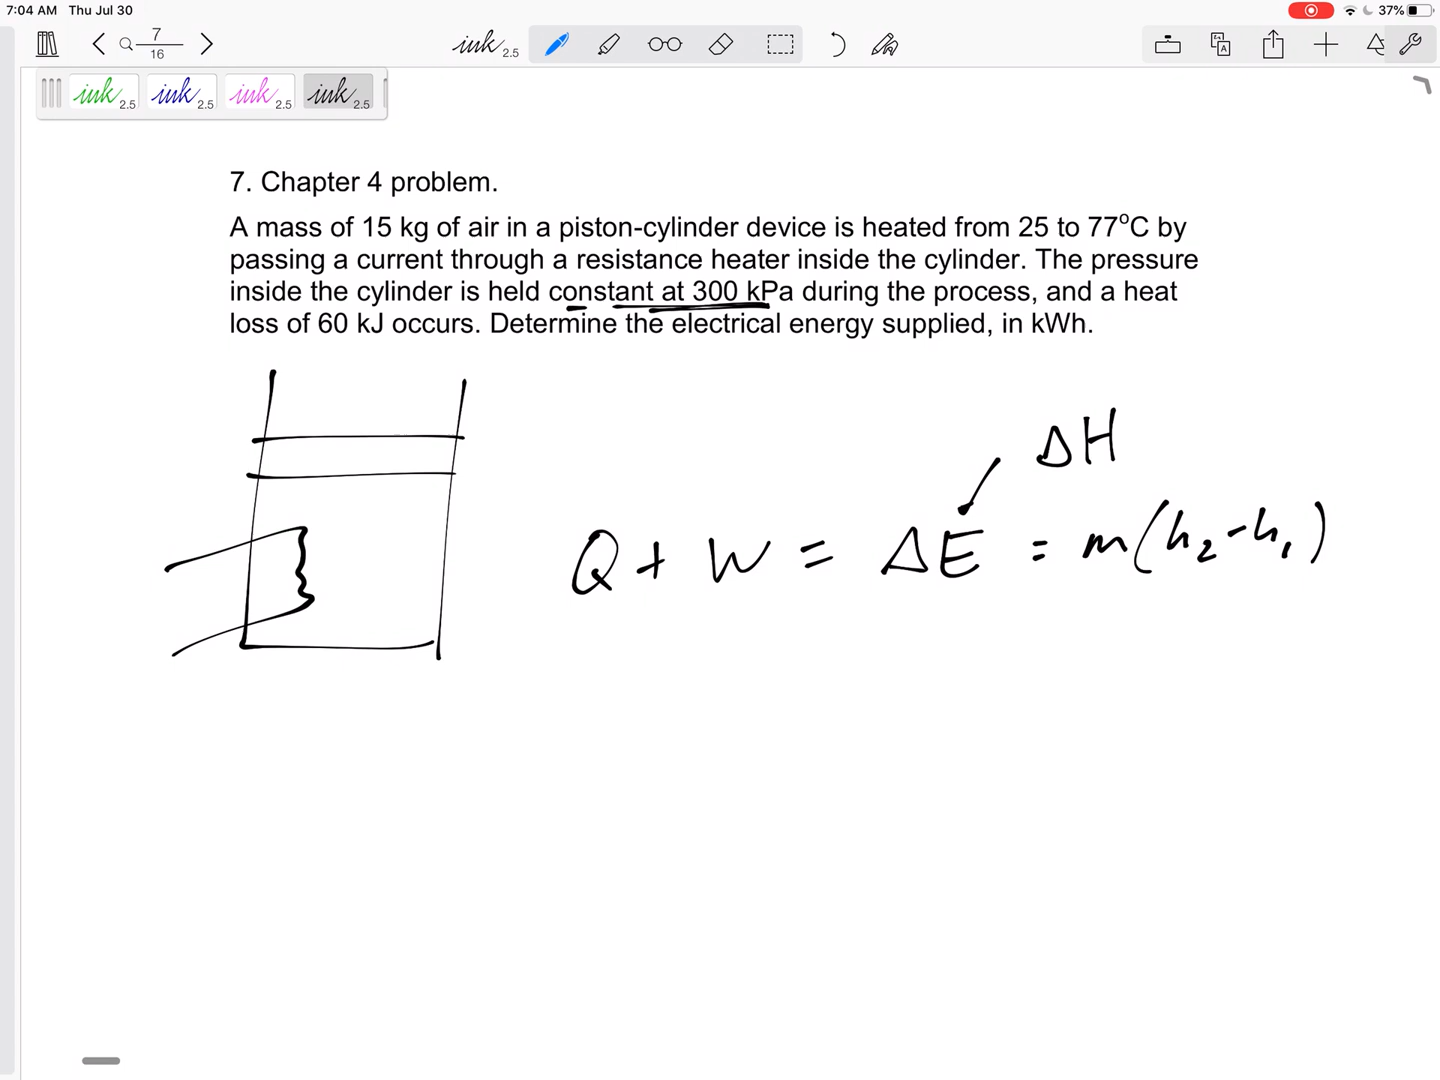 7:04 AM Thu Jul 30
37%
7
16
ink 2.5
ink 2.5
ink 2.5
ink 2.5
ink 2.5
7. Chapter 4 problem.
A mass of 15 kg of air in a piston-cylinder device is heated from 25 to 77°C by
passing a current through a resistance heater inside the cylinder. The pressure
inside the cylinder is held constant at 300 kPa during the process, and a heat
loss of 60 kJ occurs. Determine the electrical energy supplied, in kWh.
ΔH
Q + W = ΔE = m(h₂-h₁)